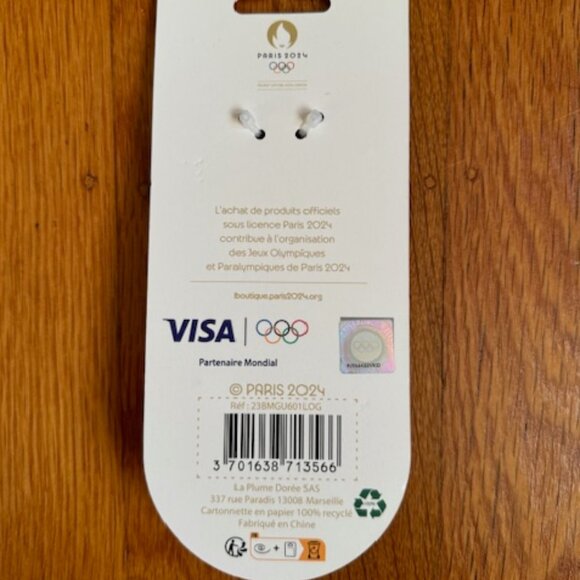 PARIS 2024
L'achat de produits officiels
sous licence Paris 2024
contribue à l'organisation
des Jeux Olympiques
et Paralympiques de Paris 2024
boutique.paris2024.org
VISA
Partenaire Mondial
© PARIS 2024
Réf : 23BMGU601LOG
3 701638 713566
La Plume Dorée SAS
337 rue Paradis 13008 Marseille
Cartonnette en papier 100% recyclé
Fabriqué en Chine
FR
+